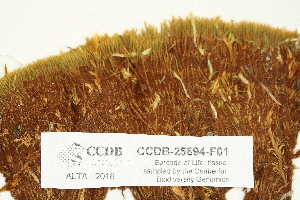 CCDB CCDB-25694-F01
Barcode of Life: tissue
sampled by the Centre for
Biodiversity Genomics
ALTA 2016